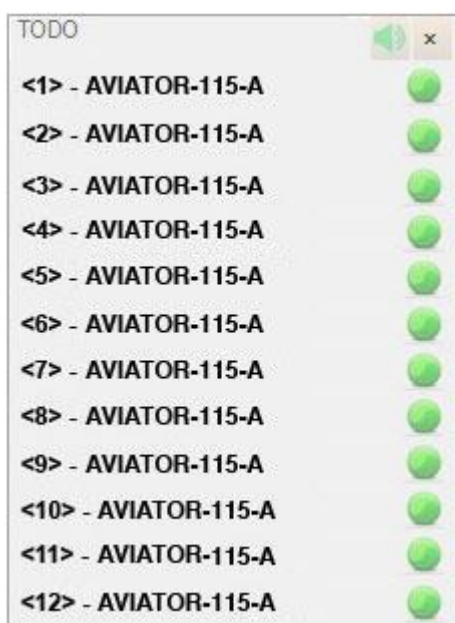 TODO
×
<1> - AVIATOR-115-A
<2> - AVIATOR-115-A
<3> - AVIATOR-115-A
<4> - AVIATOR-115-A
<5> - AVIATOR-115-A
<6> - AVIATOR-115-A
<7> - AVIATOR-115-A
<8> - AVIATOR-115-A
<9> - AVIATOR-115-A
<10> - AVIATOR-115-A
<11> - AVIATOR-115-A
<12> - AVIATOR-115-A